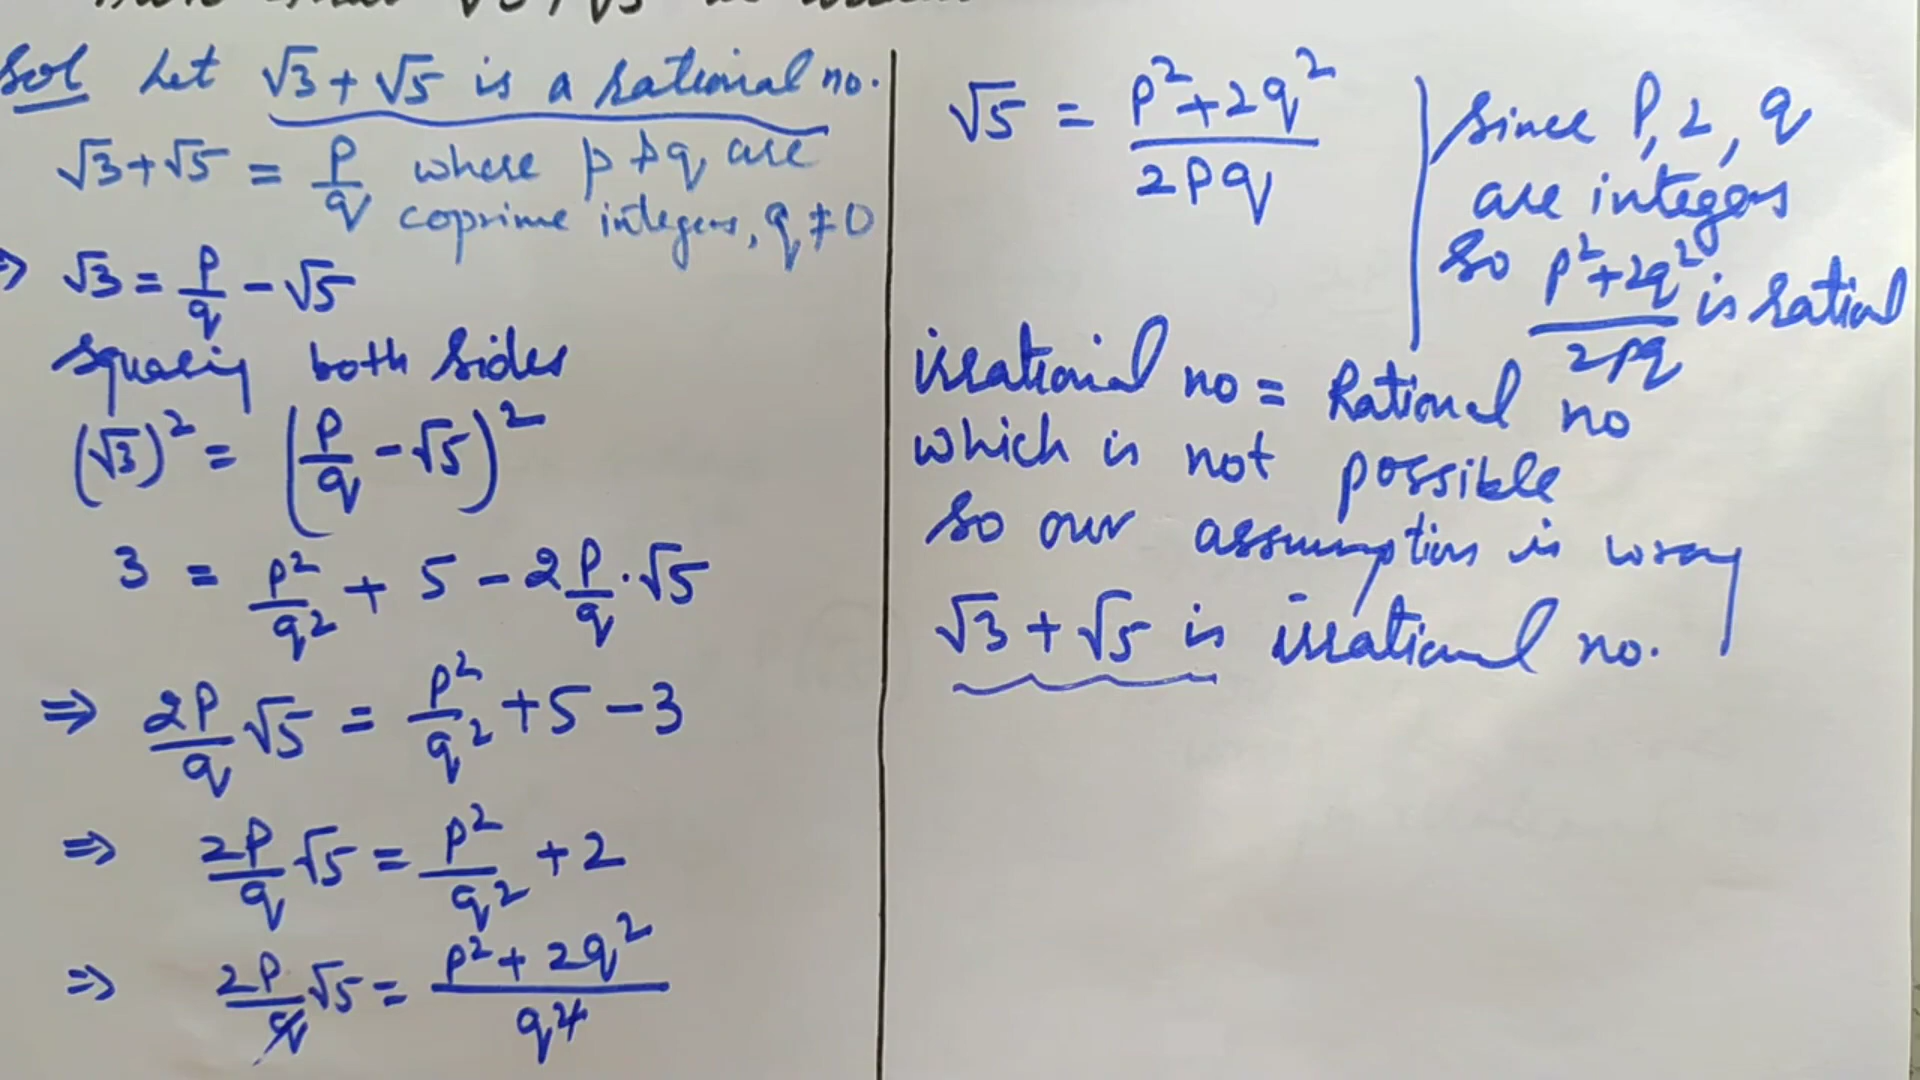 √3+√5
Sol Let √3+√5 is a rational no.
√3+√5 = p/q where p & q are
coprime integers, q ≠ 0
⇒ √3 = p/q - √5
squaring both sides
(√3)² = (p/q - √5)²
3 = p²/q² + 5 - 2p/q . √5
⇒ 2p/q √5 = p²/q² + 5 - 3
⇒ 2p/q √5 = p²/q² + 2
⇒ 2p/q √5 = p² + 2q² / q²
√5 = p²+2q² / 2pq
since p, 2, q
are integers
so p²+2q² / 2pq is rational
irrational no = Rational no
which is not possible
so our assumption is wrong
√3+√5 is irrational no.